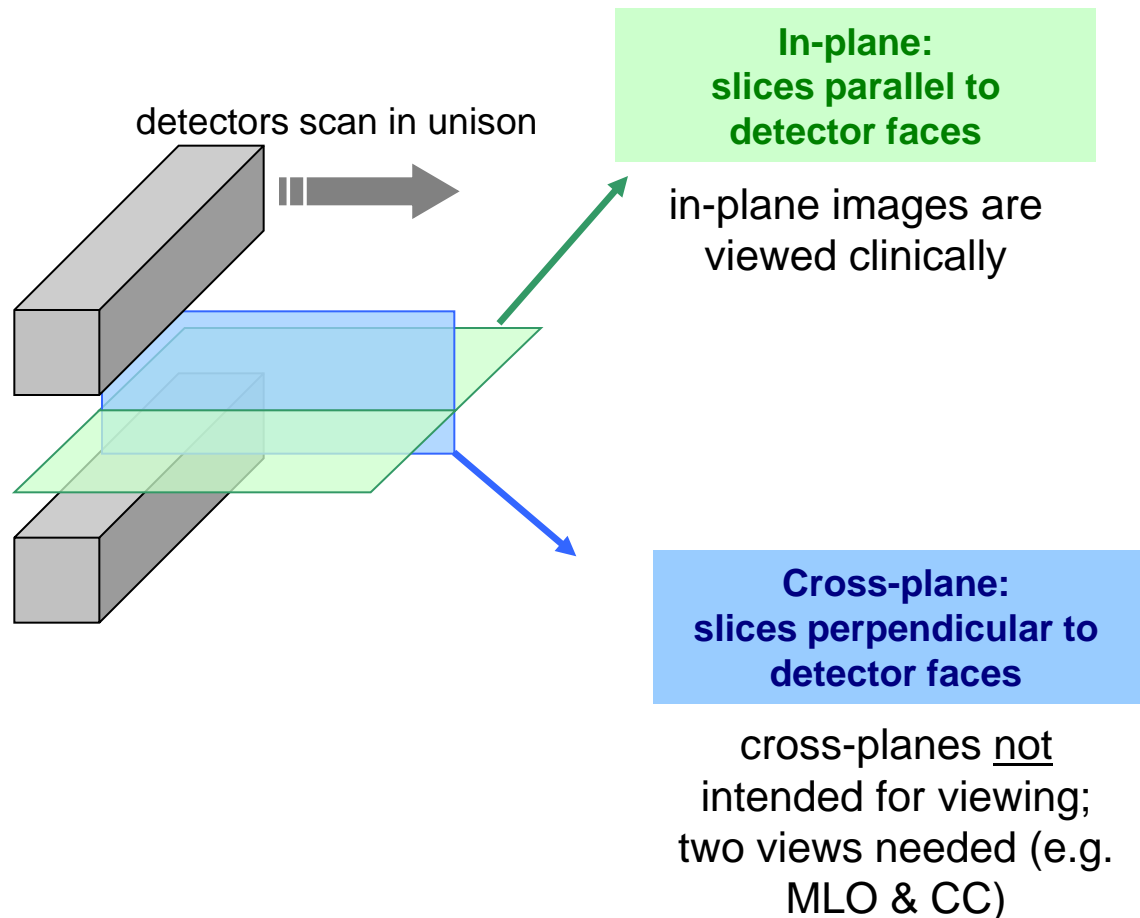 In-plane:
slices parallel to
detector faces
detectors scan in unison
in-plane images are
viewed clinically
Cross-plane:
slices perpendicular to
detector faces
cross-planes not
intended for viewing;
two views needed (e.g.
MLO & CC)